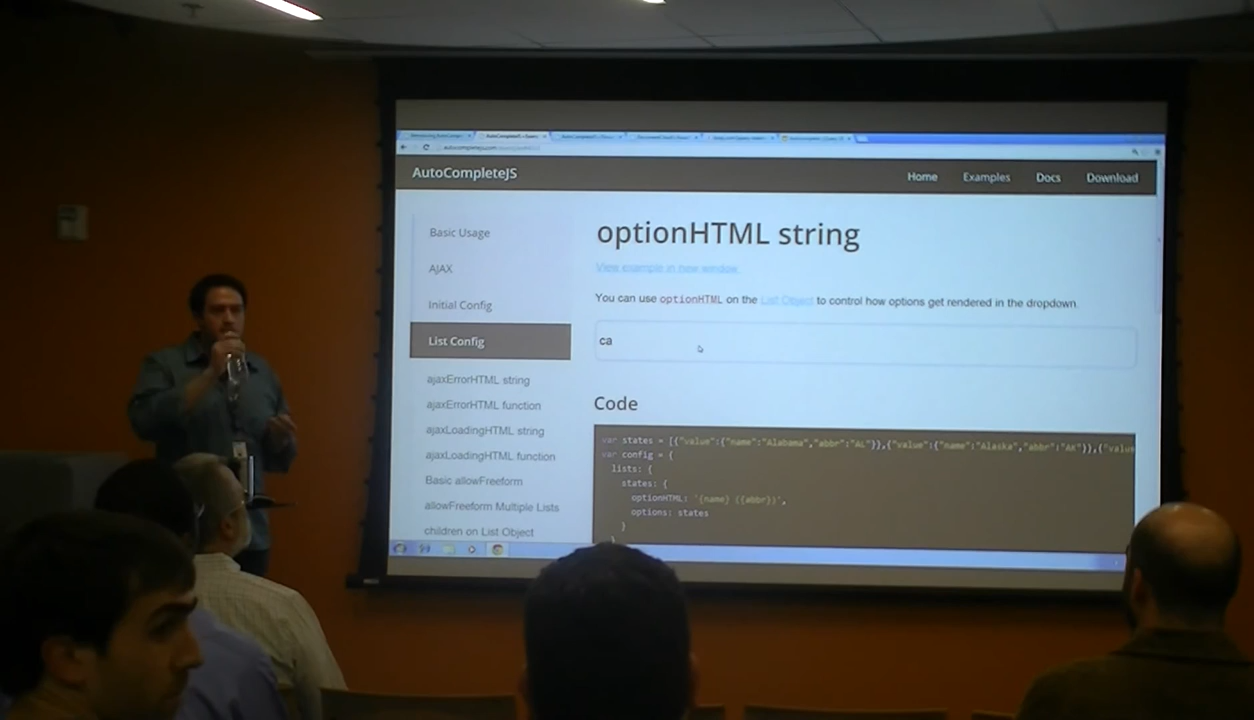 AutoCompleteJS
Home Examples Docs Download
Basic Usage
AJAX
Initial Config
List Config
ajaxErrorHTML string
ajaxErrorHTML function
ajaxLoadingHTML string
ajaxLoadingHTML function
Basic allowFreeform
allowFreeform Multiple Lists
children on List Object
optionHTML string
View example in new window
You can use optionHTML on the List Object to control how options get rendered in the dropdown.
ca
Code
var states = [{"value":{"name":"Alabama","abbr":"AL"}},{"value":{"name":"Alaska","abbr":"AK"}},{"value
var config = {
lists: {
states: {
optionHTML: '{name} ({abbr})',
options: states
}